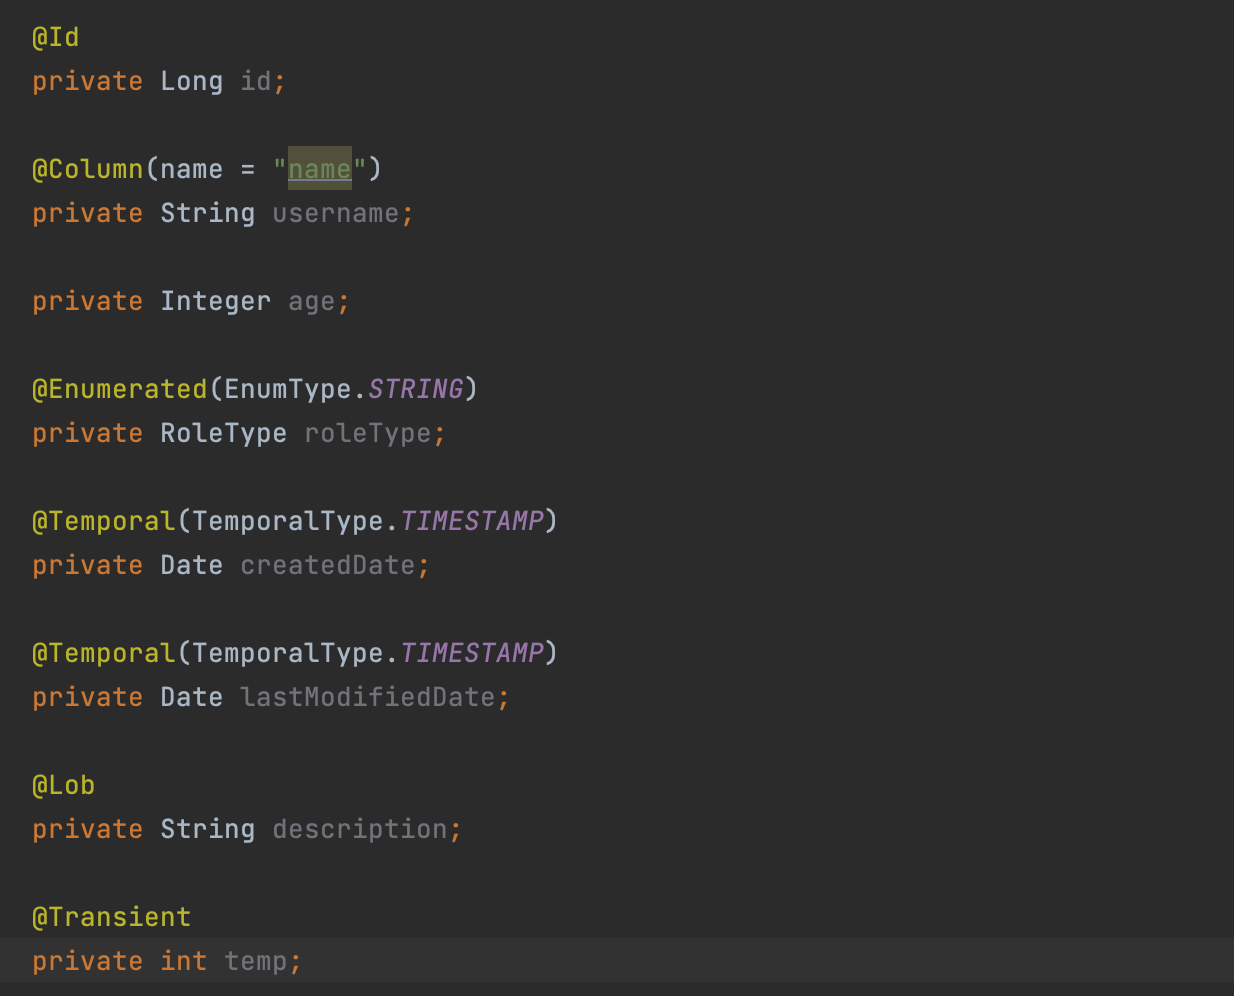 @Id
private Long id;
@Column(name = "name")
private String username;
private Integer age;
@Enumerated(EnumType.STRING)
private RoleType roleType;
@Temporal(TemporalType.TIMESTAMP)
private Date createdDate;
@Temporal(TemporalType.TIMESTAMP)
private Date lastModifiedDate;
@Lob
private String description;
@Transient
private int temp;